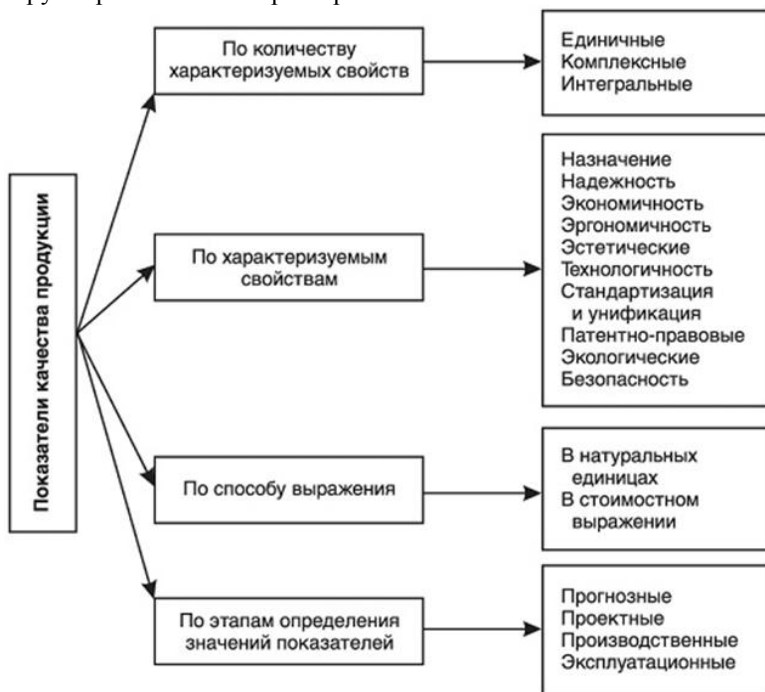 Показатели качества продукции
По количеству
характеризуемых свойств
Единичные
Комплексные
Интегральные
По характеризуемым
свойствам
Назначение
Надежность
Экономичность
Эргономичность
Эстетические
Технологичность
Стандартизация
и унификация
Патентно-правовые
Экологические
Безопасность
По способу выражения
В натуральных
единицах
В стоимостном
выражении
По этапам определения
значений показателей
Прогнозные
Проектные
Производственные
Эксплуатационные